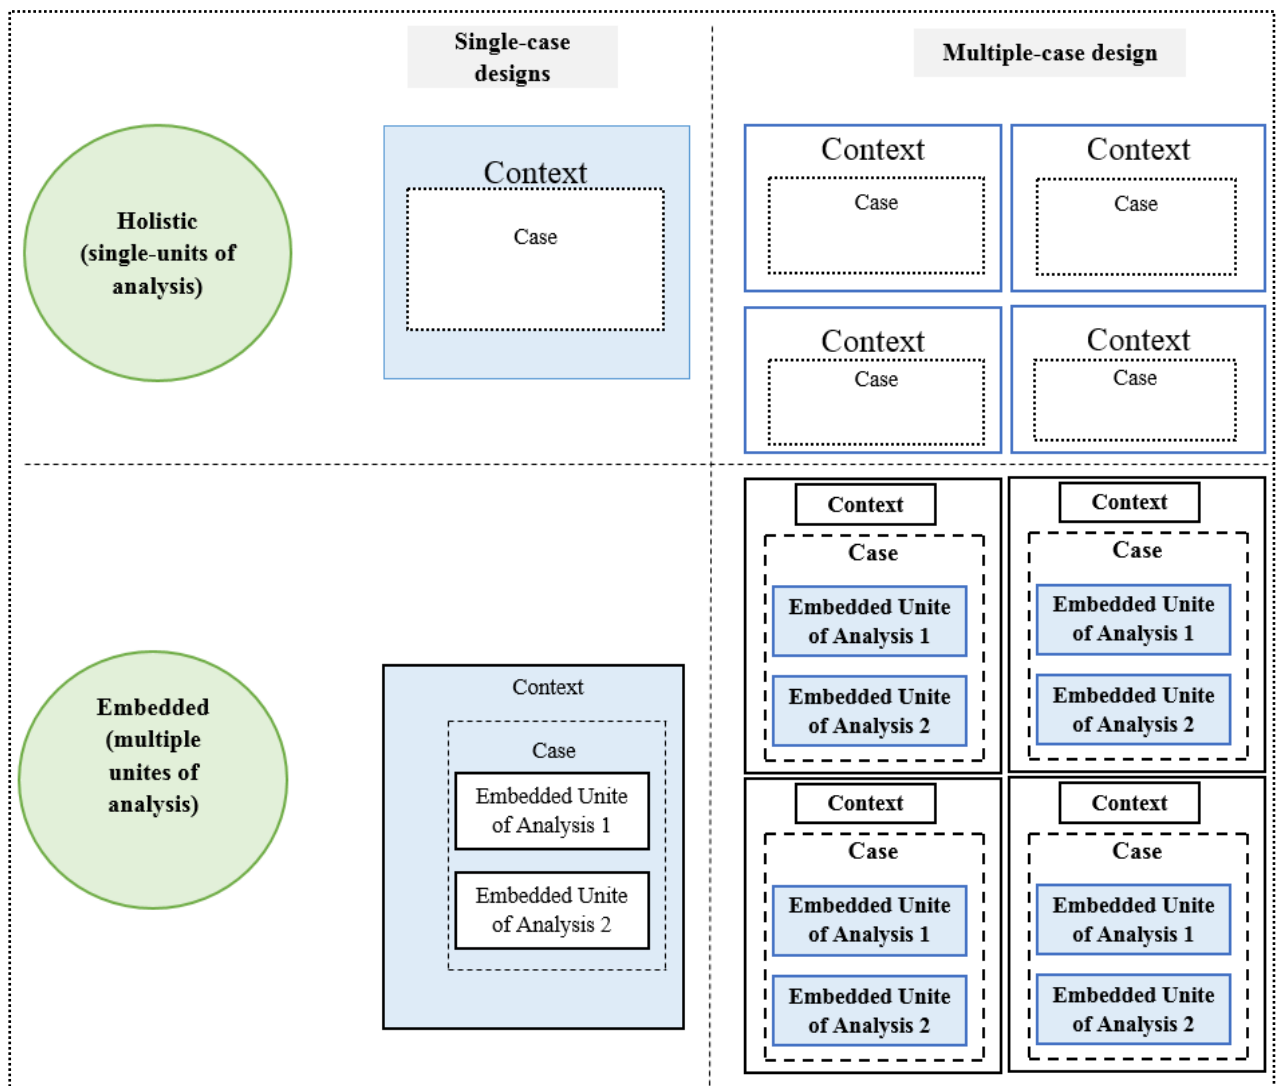 Single-case
designs
Multiple-case design
Holistic
(single-units of
analysis)
Context
Case
Context
Case
Context
Case
Context
Case
Context
Case
Embedded
(multiple
unites of
analysis)
Context
Case
Embedded Unite
of Analysis 1
Embedded Unite
of Analysis 2
Context
Case
Embedded Unite
of Analysis 1
Embedded Unite
of Analysis 2
Context
Case
Embedded Unite
of Analysis 1
Embedded Unite
of Analysis 2
Context
Case
Embedded Unite
of Analysis 1
Embedded Unite
of Analysis 2
Context
Case
Embedded Unite
of Analysis 1
Embedded Unite
of Analysis 2